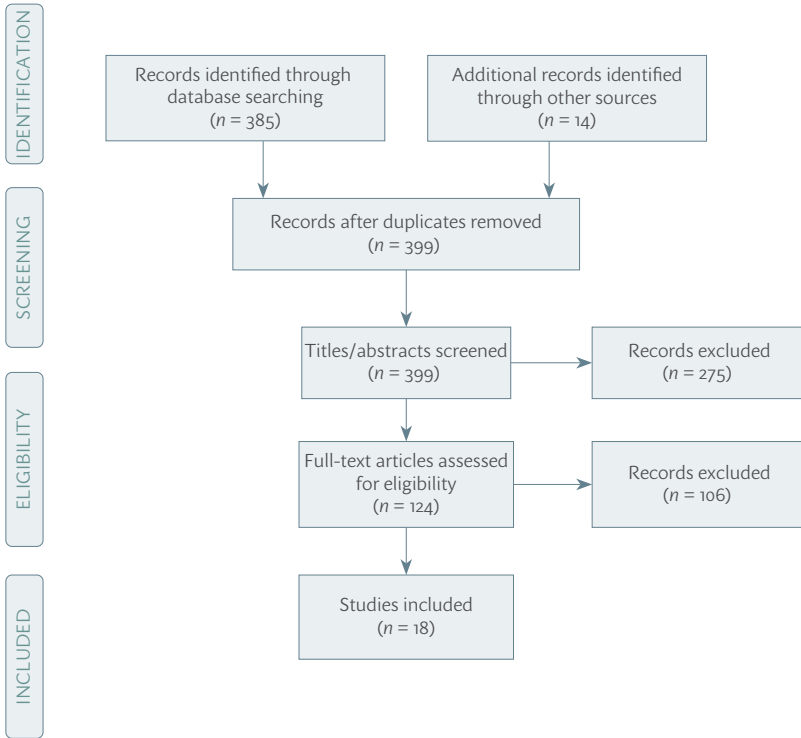 IDENTIFICATION
Records identified through
database searching
(n = 385)
Additional records identified
through other sources
(n = 14)
SCREENING
Records after duplicates removed
(n = 399)
Titles/abstracts screened
(n = 399)
Records excluded
(n = 275)
ELIGIBILITY
Full-text articles assessed
for eligibility
(n = 124)
Records excluded
(n = 106)
INCLUDED
Studies included
(n = 18)